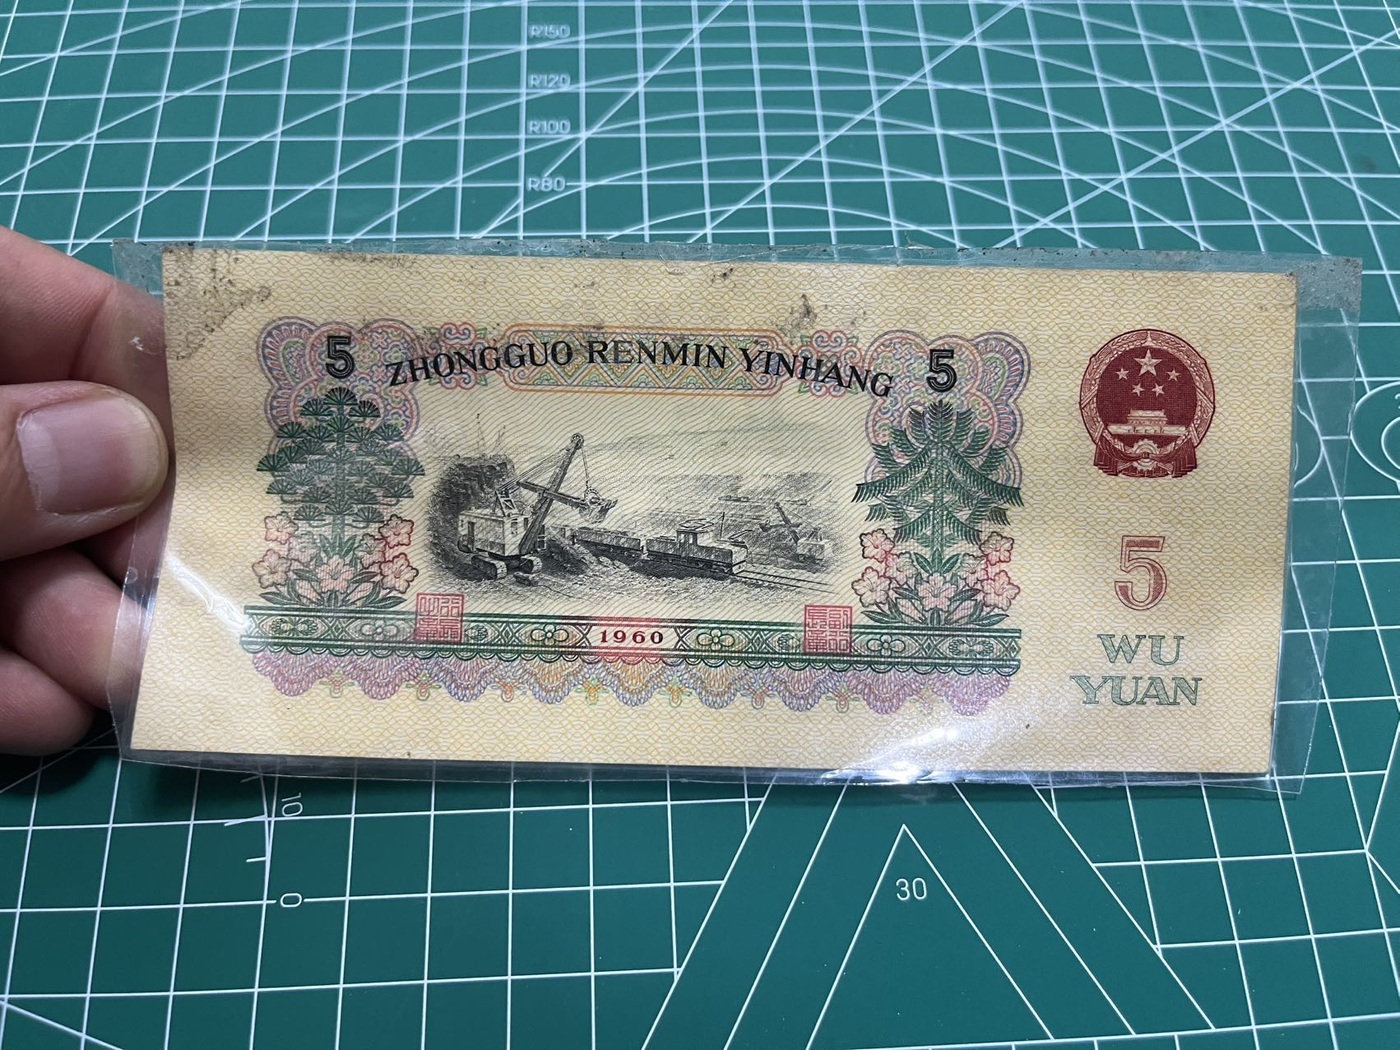 R150
R120
R100
R80
5
ZHONGGUO RENMIN YINHANG
5
1960
5
WU
YUAN
10
0
30